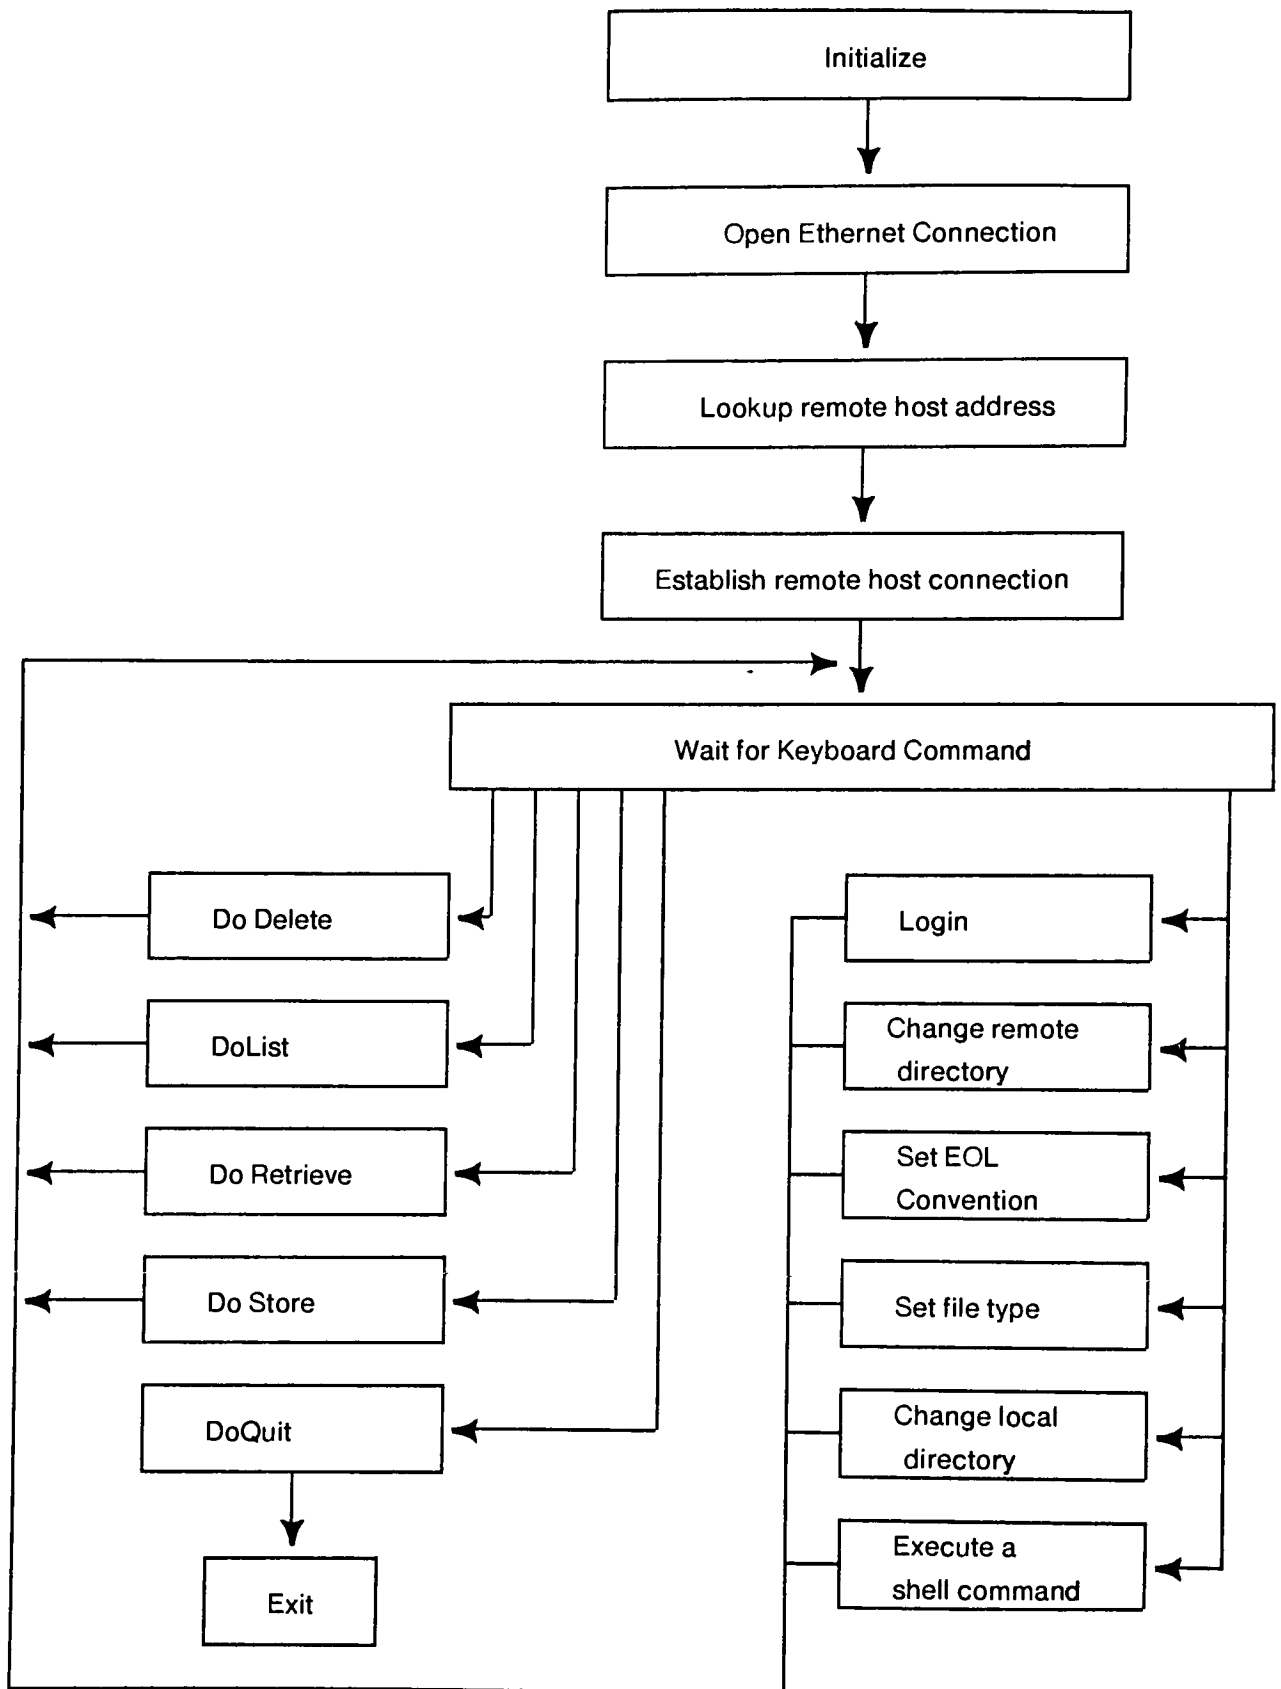 Initialize
Open Ethernet Connection
Lookup remote host address
Establish remote host connection
Wait for Keyboard Command
Do Delete
DoList
Do Retrieve
Do Store
DoQuit
Exit
Login
Change remote
directory
Set EOL
Convention
Set file type
Change local
directory
Execute a
shell command